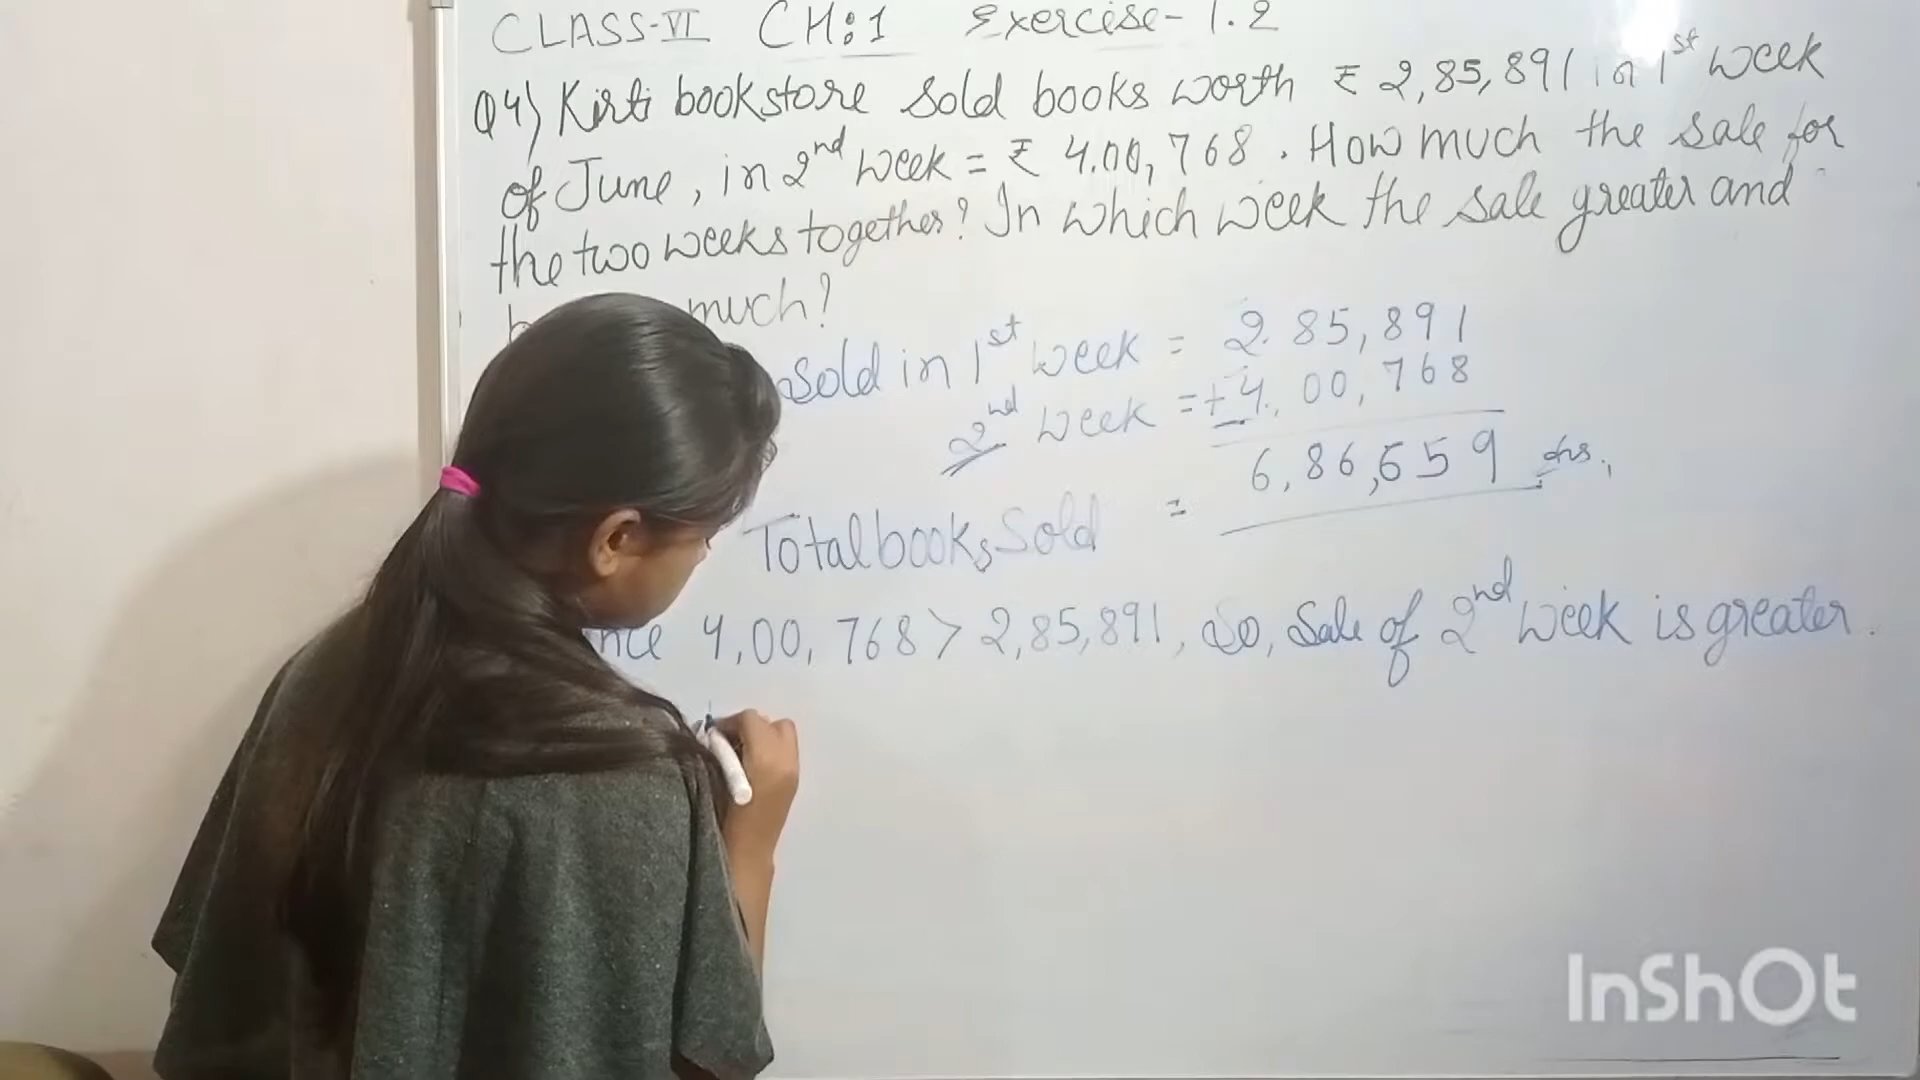 CLASS-VI CH:1 Exercise-1.2
Q4) Kirti bookstore sold books worth ₹ 2,85,891 in 1st week
of June, in 2nd week = ₹ 4.00,768. How much the sale for
the two weeks together? In which week the sale greater and
much?
Sold in 1st week = 2.85,891
2nd week = +4,00,768
6,86,659 Ans.,
Total books Sold =
nce 4,00,768 > 2,85,891, So, Sale of 2nd week is greater.
InShOt